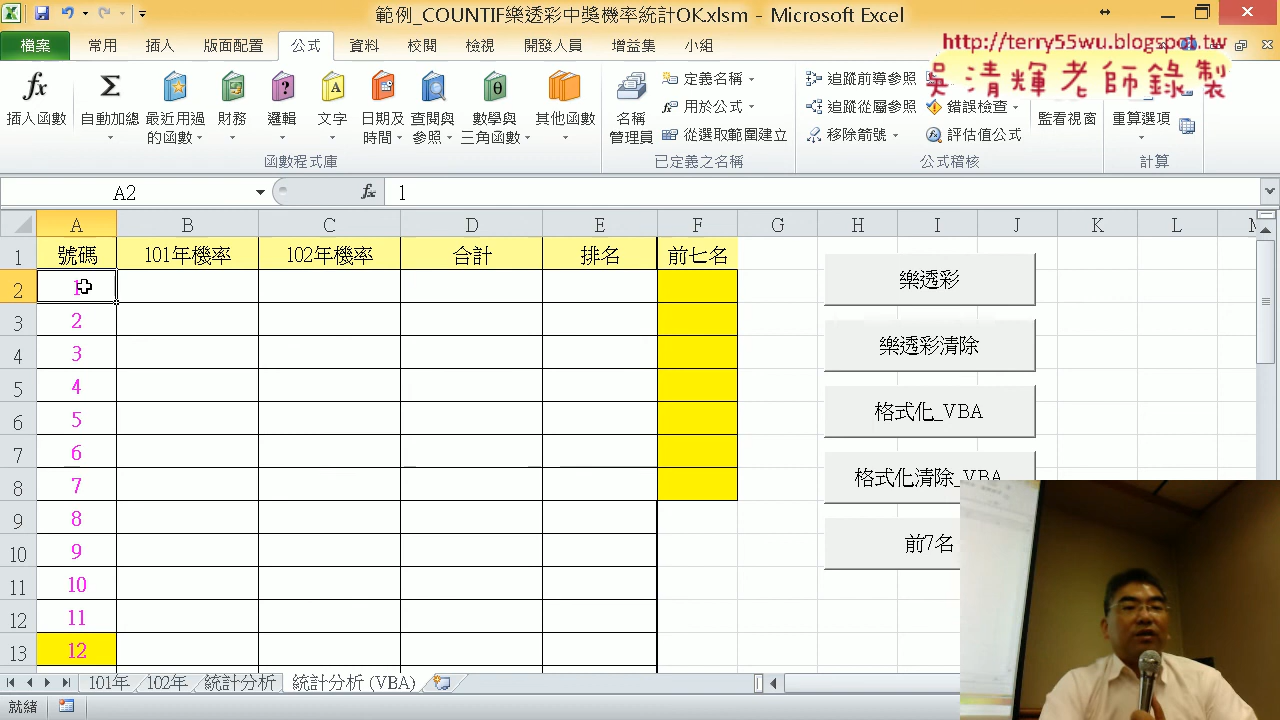 範例_COUNTIF樂透彩中獎機率統計OK.xlsm - Microsoft Excel
http://terry55wu.blogspot.tw
吳清輝老師錄製
檔案 常用 插入 版面配置 公式 資料 校閱 檢視 開發人員 增益集 小組
插入函數 自動加總 最近用過的函數 財務 邏輯 文字 日期及時間 查閱與參照 數學與三角函數 其他函數
函數程式庫
名稱管理員 定義名稱 用於公式 從選取範圍建立
已定義之名稱
追蹤前導參照 追蹤從屬參照 移除箭號 錯誤檢查 評估值公式 監看視窗
公式稽核
重算選項
計算
A2 fx 1
A B C D E F G H I J K L
1 號碼 101年機率 102年機率 合計 排名 前七名
2 1
3 2
4 3
5 4
6 5
7 6
8 7
9 8
10 9
11 10
12 11
13 12
樂透彩
樂透彩清除
格式化_VBA
格式化清除_VBA
前7名
101年 102年 統計分析 統計分析 (VBA)
就緒